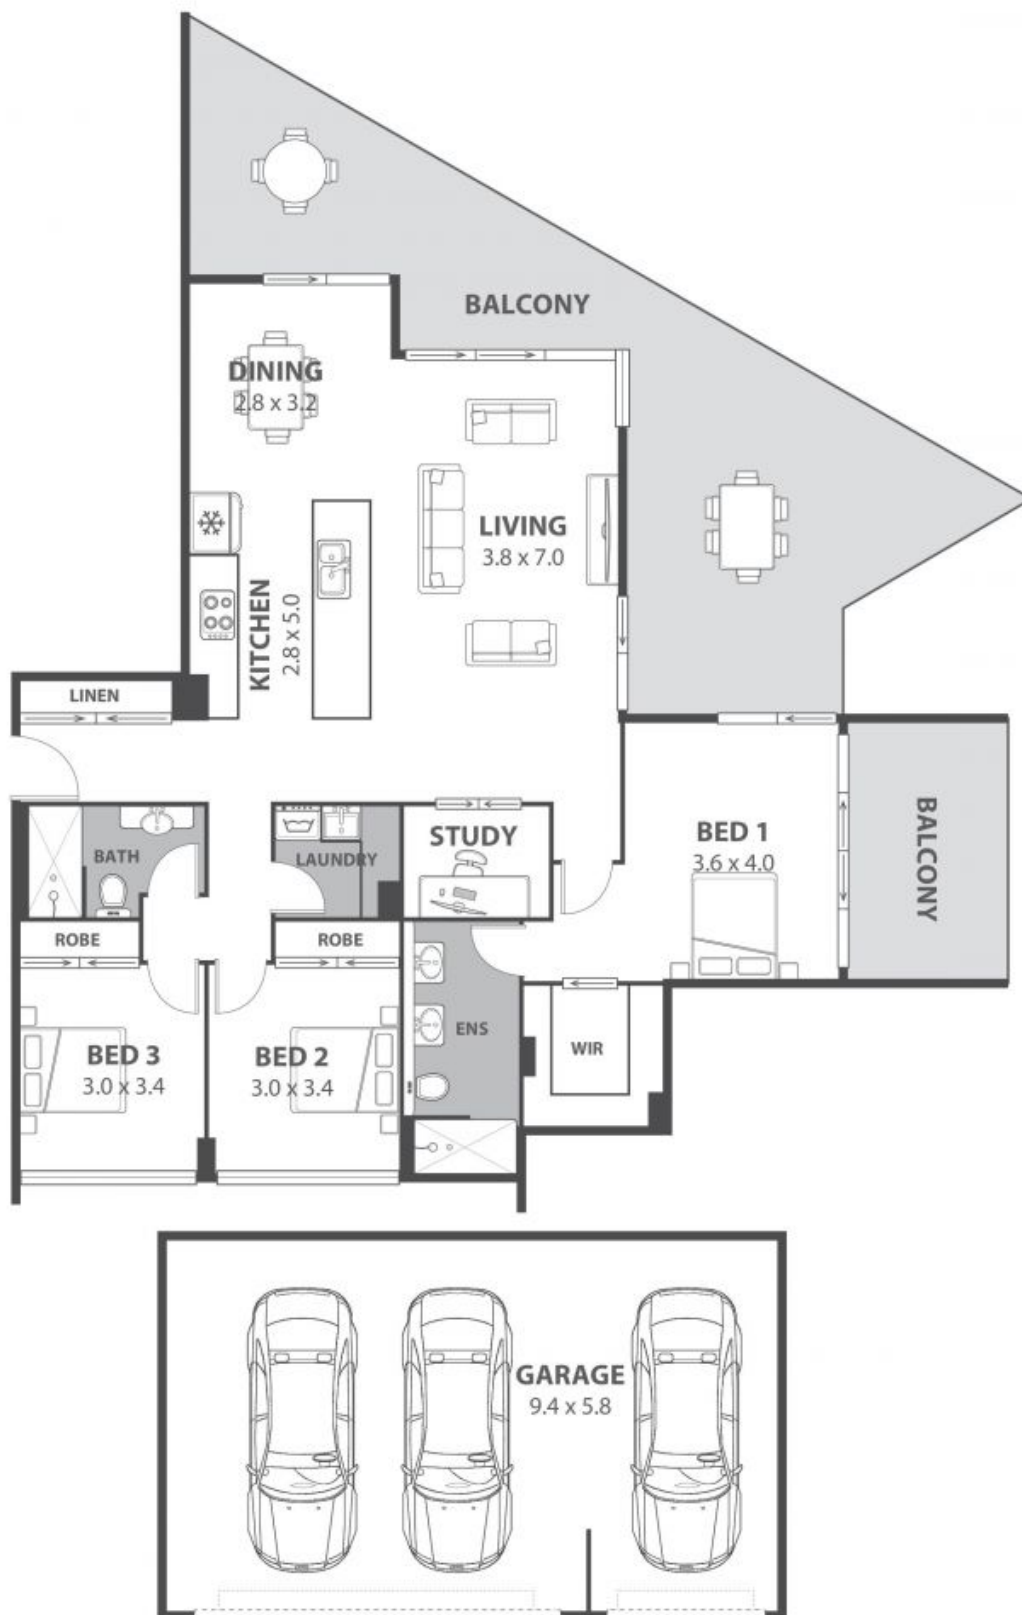 BALCONY
DINING
2.8 x 3.2
LIVING
3.8 x 7.0
KITCHEN
2.8 x 5.0
LINEN
BATH
LAUNDRY
STUDY
BED 1
3.6 x 4.0
BALCONY
ROBE
ROBE
BED 3
3.0 x 3.4
BED 2
3.0 x 3.4
ENS
WIR
GARAGE
9.4 x 5.8